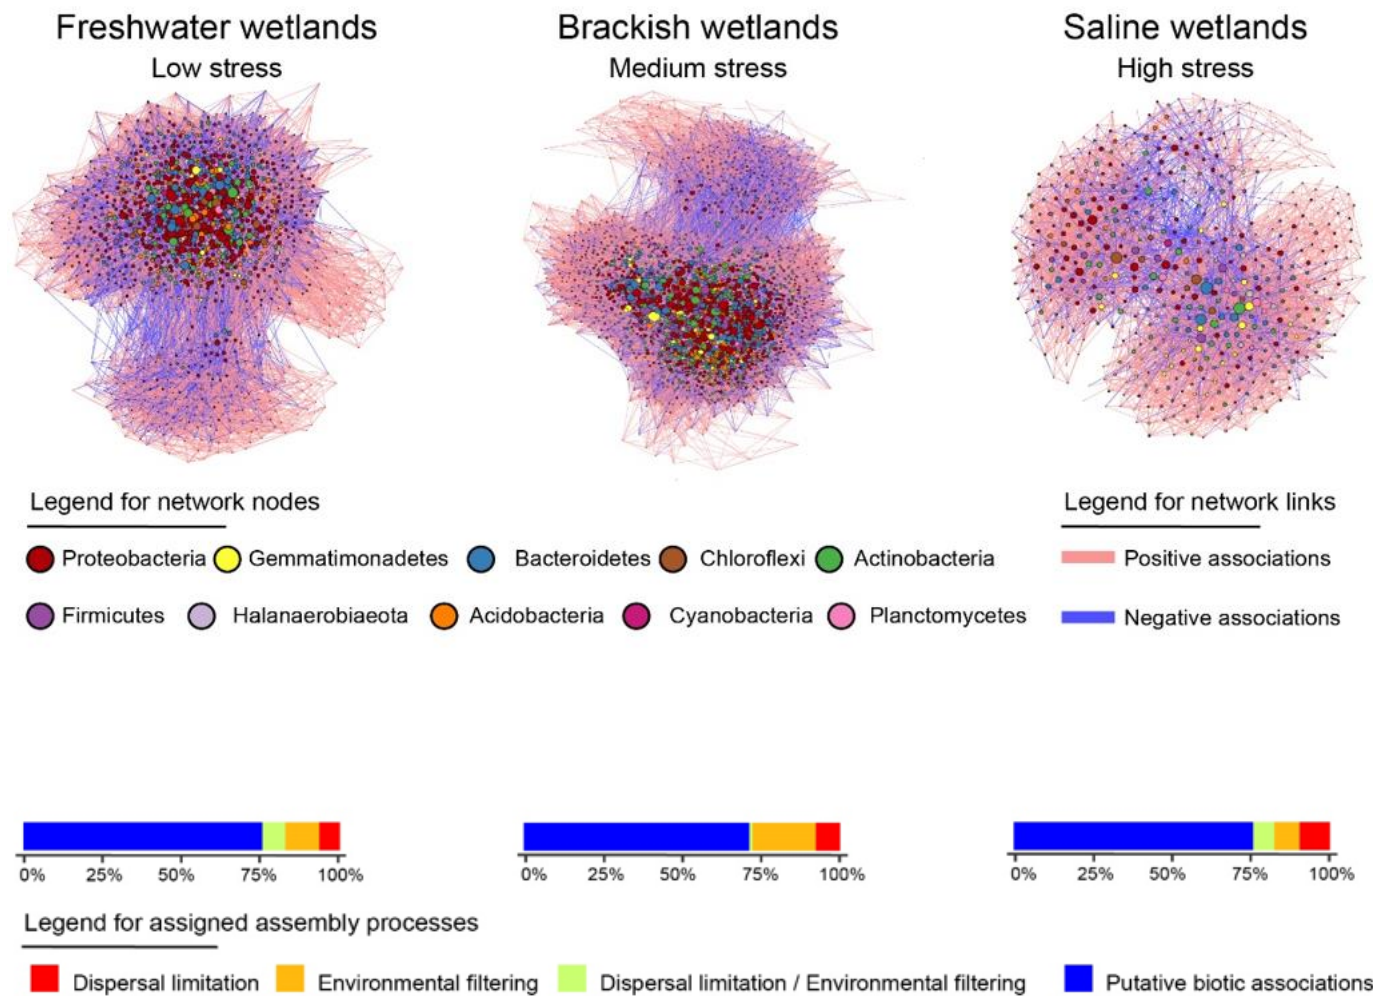 Freshwater wetlands Brackish wetlands Saline wetlands
Low stress Medium stress High stress
Legend for network nodes Legend for network links
Proteobacteria Gemmatimonadetes Bacteroidetes Chloroflexi Actinobacteria Positive associations
Firmicutes Halanaerobiaeota Acidobacteria Cyanobacteria Planctomycetes Negative associations
0% 25% 50% 75% 100% 0% 25% 50% 75% 100% 0% 25% 50% 75% 100%
Legend for assigned assembly processes
Dispersal limitation Environmental filtering Dispersal limitation / Environmental filtering Putative biotic associations